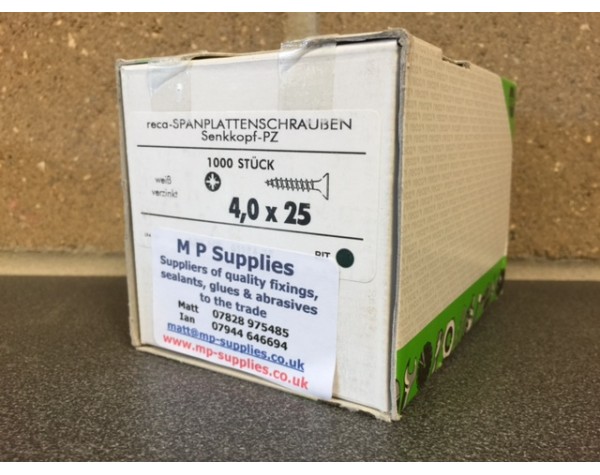 reca-SPANPLATTENSCHRAUBEN
Senkkopf-PZ
1000 STÜCK
weiß
verzinkt
4,0 x 25
BIT
M P Supplies
Suppliers of quality fixings,
sealants, glues & abrasives
to the trade
Matt 07828 975485
Ian 07944 646694
matt@mp-supplies.co.uk
www.mp-supplies.co.uk